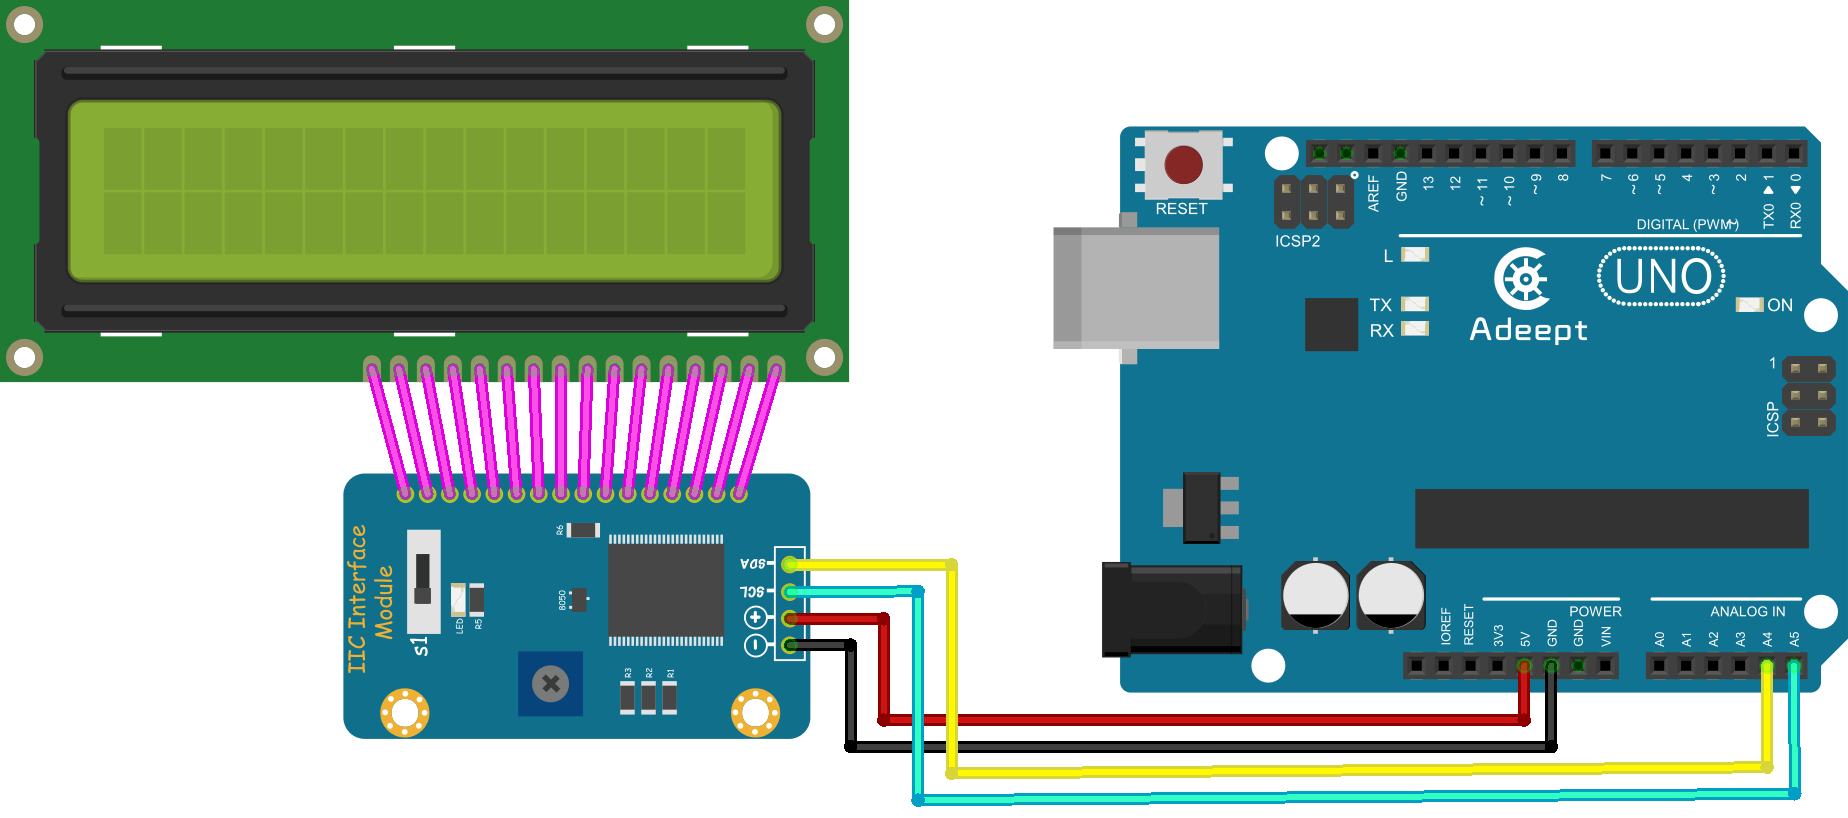 RESET
ICSP2
AREF
GND
13
12
~11
~10
~9
8
7
~6
~5
4
~3
2
TX0 ▶ 1
RX0 ◀ 0
DIGITAL (PWM~)
L
TX
RX
Adeept
UNO
ON
1
ICSP
IIC Interface
Module
S1
LED
R5
R6
8050
R3
R2
R1
SDA
SCL
+
-
POWER
ANALOG IN
IOREF
RESET
3V3
5V
GND
GND
VIN
A0
A1
A2
A3
A4
A5